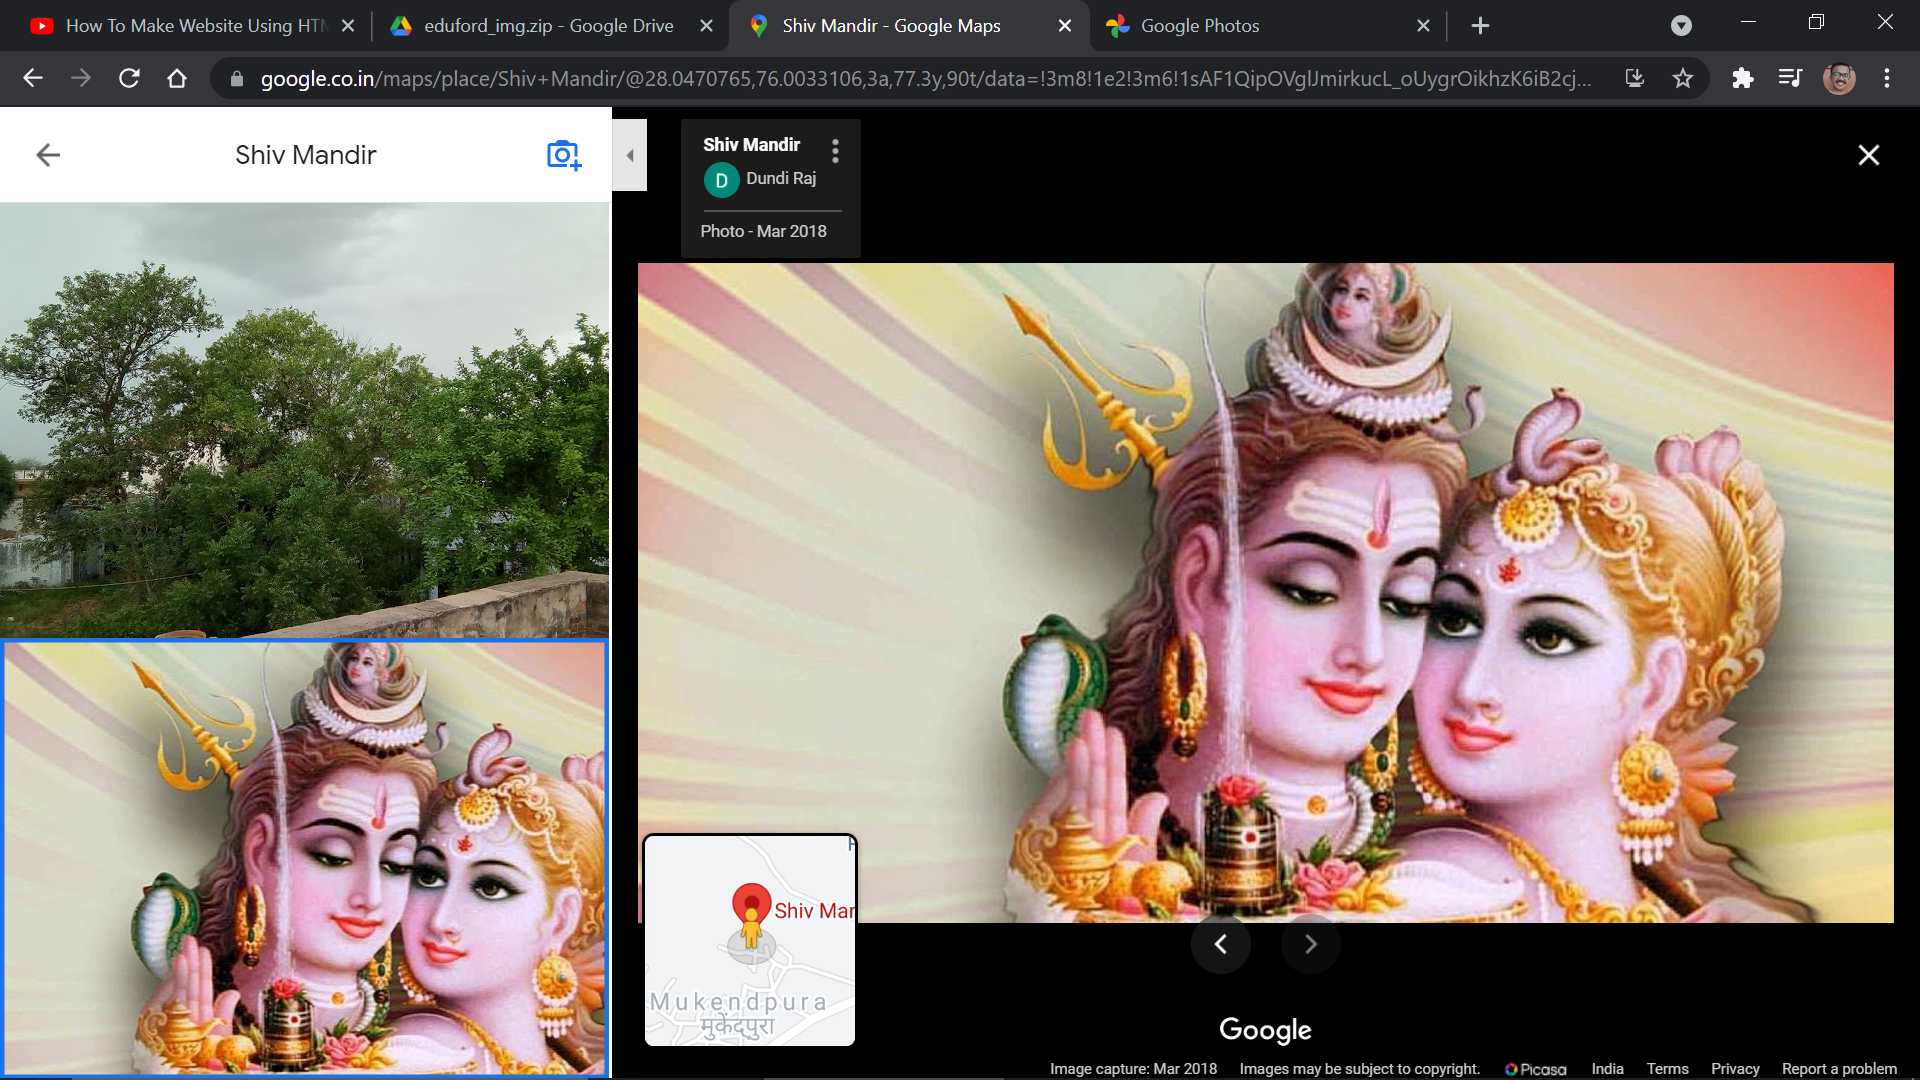 How To Make Website Using HTM
eduford_img.zip - Google Drive
Shiv Mandir - Google Maps
Google Photos
google.co.in/maps/place/Shiv+Mandir/@28.0470765,76.0033106,3a,77.3y,90t/data=!3m8!1e2!3m6!1sAF1QipOVglJmirkucL_oUygrOikhzK6iB2cj...
Shiv Mandir
Shiv Mandir
D Dundi Raj
Photo - Mar 2018
Shiv Mar
Mukendpura
मुकेंदपुरा
Google
Image capture: Mar 2018 Images may be subject to copyright. Picasa India Terms Privacy Report a problem